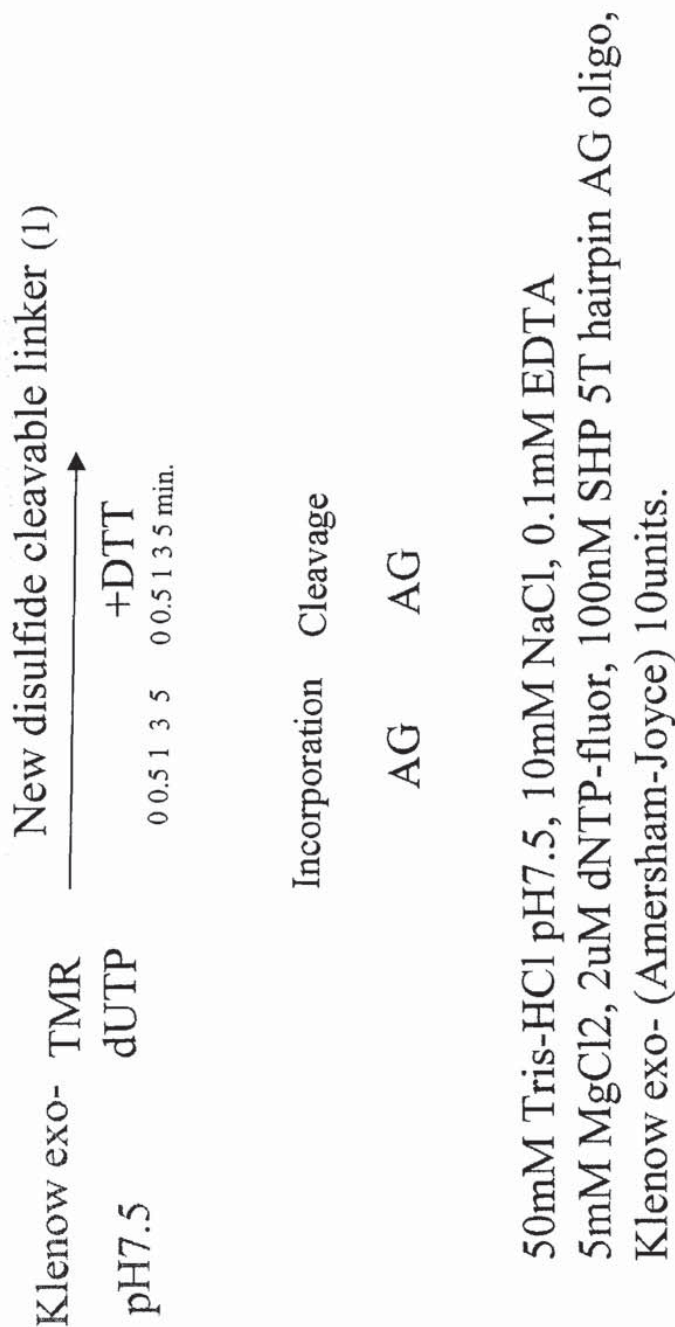 Klenow exo- TMR New disulfide cleavable linker (1)
pH7.5 dUTP +DTT
0 0.5 1 3 5 0 0.5 1 3 5 min.
Incorporation Cleavage
AG AG
50mM Tris-HCl pH7.5, 10mM NaCl, 0.1mM EDTA
5mM MgCl2, 2uM dNTP-fluor, 100nM SHP 5T hairpin AG oligo,
Klenow exo- (Amersham-Joyce) 10units.